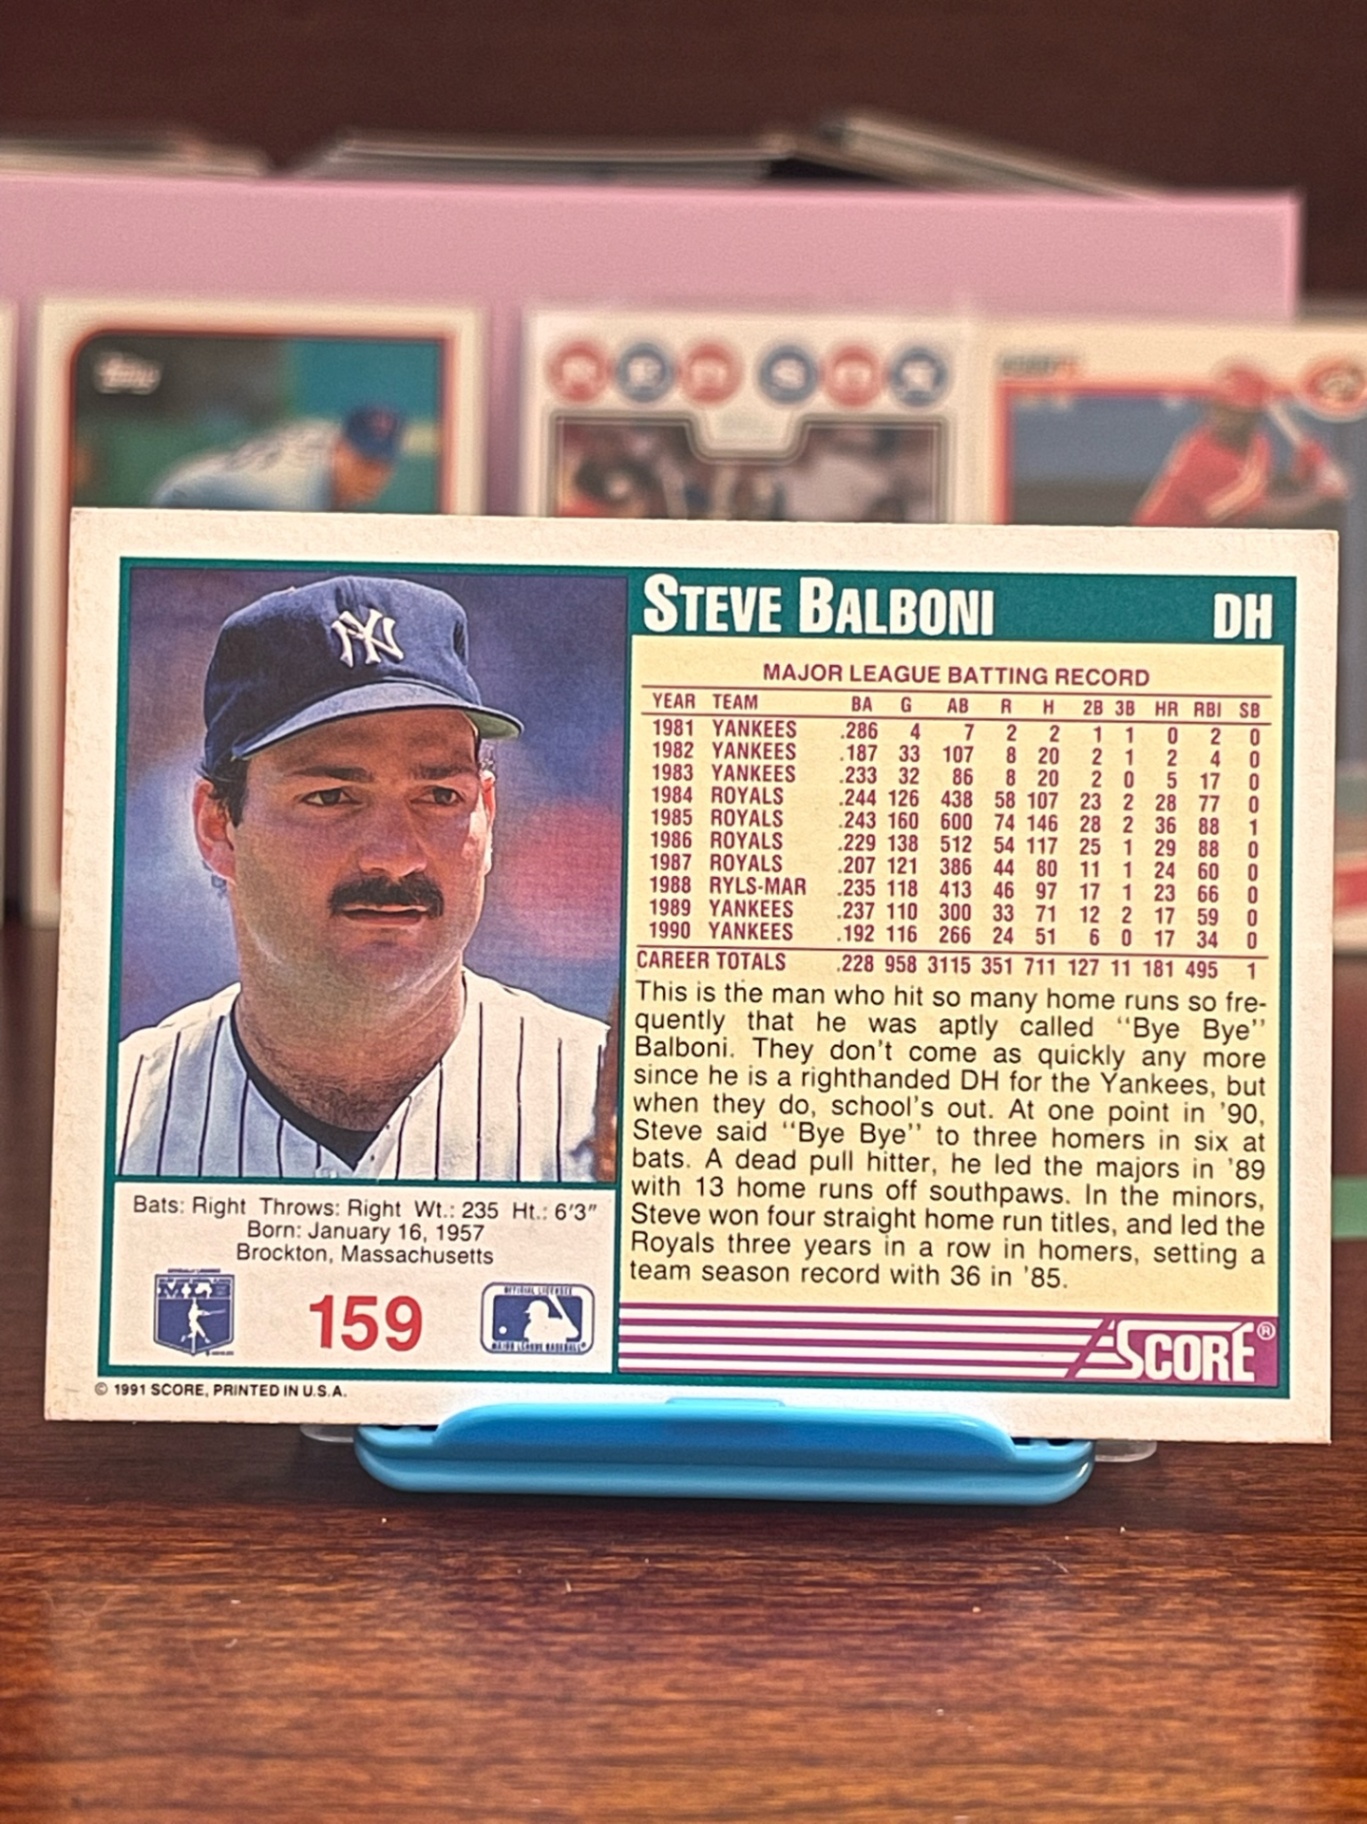 Topps
RED SOX
STEVE BALBONI DH
MAJOR LEAGUE BATTING RECORD
YEAR TEAM BA G AB R H 2B 3B HR RBI SB
1981 YANKEES .286 4 7 2 2 1 1 0 2 0
1982 YANKEES .187 33 107 8 20 2 1 2 4 0
1983 YANKEES .233 32 86 8 20 2 0 5 17 0
1984 ROYALS .244 126 438 58 107 23 2 28 77 0
1985 ROYALS .243 160 600 74 146 28 2 36 88 1
1986 ROYALS .229 138 512 54 117 25 1 29 88 0
1987 ROYALS .207 121 386 44 80 11 1 24 60 0
1988 RYLS-MAR .235 118 413 46 97 17 1 23 66 0
1989 YANKEES .237 110 300 33 71 12 2 17 59 0
1990 YANKEES .192 116 266 24 51 6 0 17 34 0
CAREER TOTALS .228 958 3115 351 711 127 11 181 495 1
This is the man who hit so many home runs so fre-
quently that he was aptly called "Bye Bye"
Balboni. They don't come as quickly any more
since he is a righthanded DH for the Yankees, but
when they do, school's out. At one point in '90,
Steve said "Bye Bye" to three homers in six at
bats. A dead pull hitter, he led the majors in '89
with 13 home runs off southpaws. In the minors,
Steve won four straight home run titles, and led the
Royals three years in a row in homers, setting a
team season record with 36 in '85.
SCORE®
NY
Bats: Right Throws: Right Wt.: 235 Ht.: 6'3"
Born: January 16, 1957
Brockton, Massachusetts
MLB
159
OFFICIAL LICENSEE
MAJOR LEAGUE BASEBALL
© 1991 SCORE, PRINTED IN U.S.A.